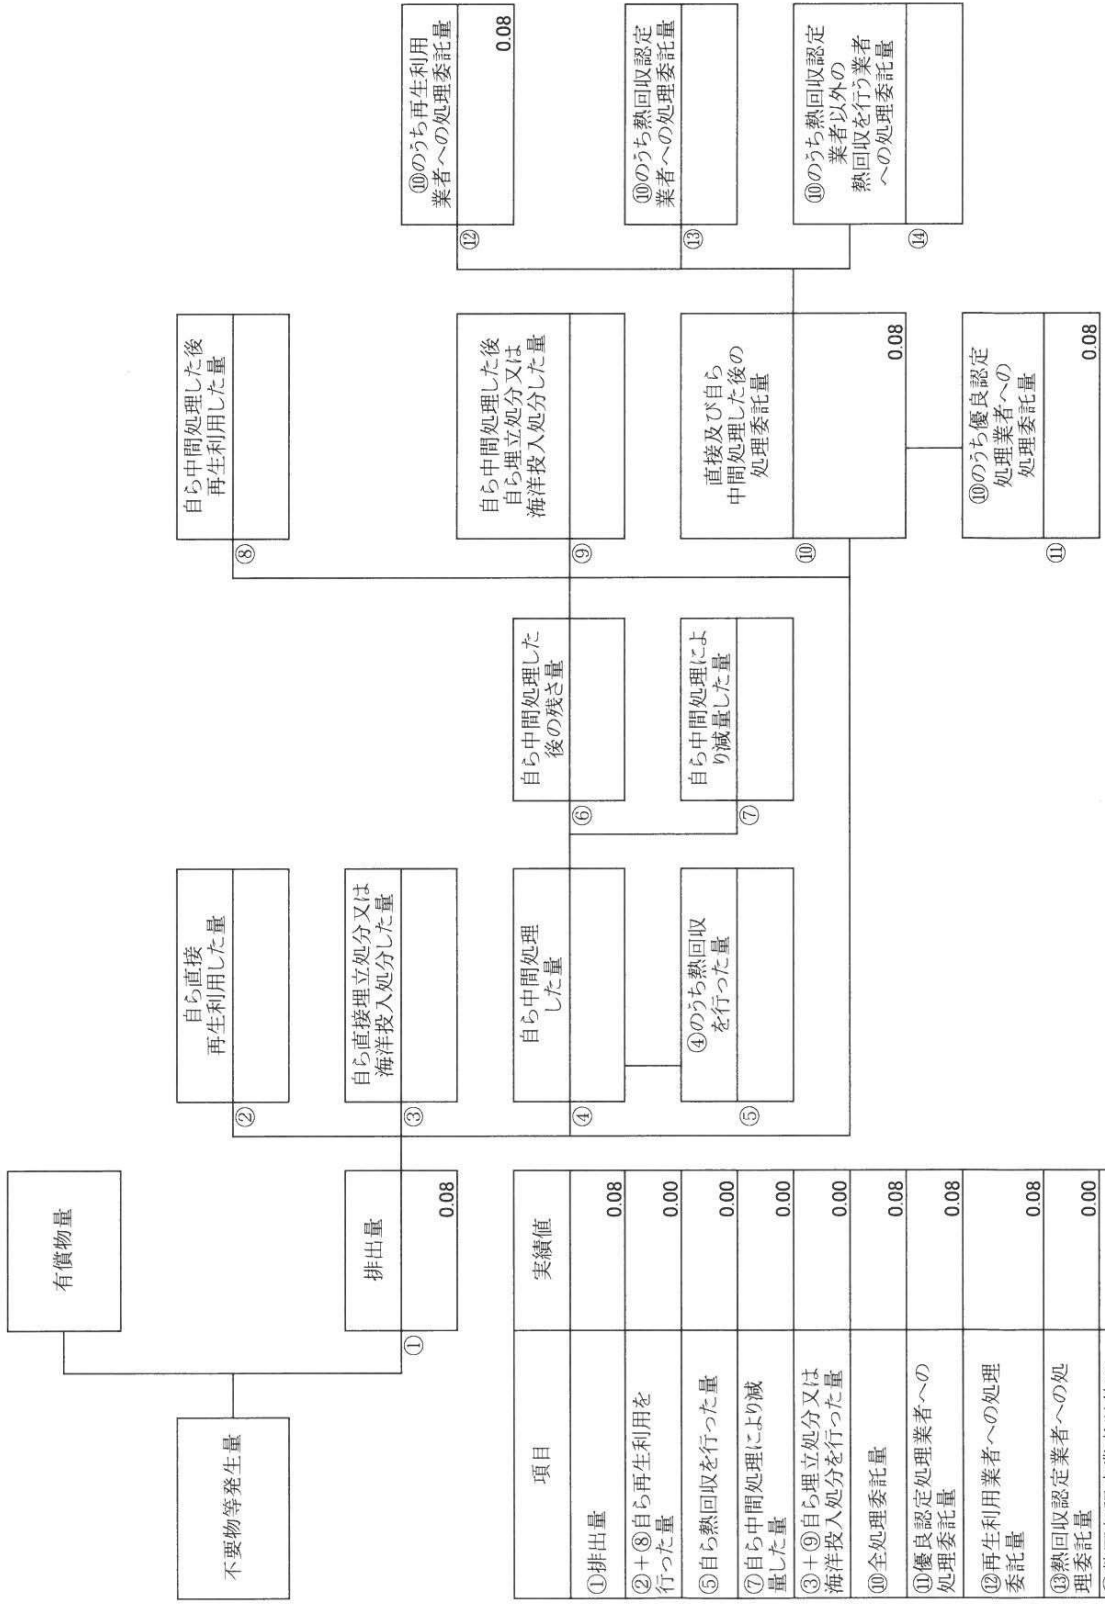 不要物等発生量
有償物量
排出量
①
0.08
自ら直接
再生利用した量
②
自ら直接埋立処分又は
海洋投入処分した量
③
自ら中間処理
した量
④
④のうち熱回収
を行った量
⑤
自ら中間処理した
後の残さ量
⑥
自ら中間処理によ
り減量した量
⑦
自ら中間処理した後
再生利用した量
⑧
自ら中間処理した後
自ら埋立処分又は
海洋投入処分した量
⑨
直接及び自ら
中間処理した後の
処理委託量
⑩
0.08
⑩のうち優良認定
処理業者への
処理委託量
⑪
0.08
⑩のうち再生利用
業者への処理委託量
⑫
0.08
⑩のうち熱回収認定
業者への処理委託量
⑬
⑩のうち熱回収認定
業者以外の
熱回収を行う業者
への処理委託量
⑭
項目 実績値
①排出量 0.08
②+⑧自ら再生利用を
行った量 0.00
⑤自ら熱回収を行った量 0.00
⑦自ら中間処理により減
量した量 0.00
③+⑨自ら埋立処分又は
海洋投入処分を行った量 0.00
⑩全処理委託量 0.08
⑪優良認定処理業者への
処理委託量 0.08
⑫再生利用業者への処理
委託量 0.08
⑬熱回収認定業者への処
理委託量 0.00